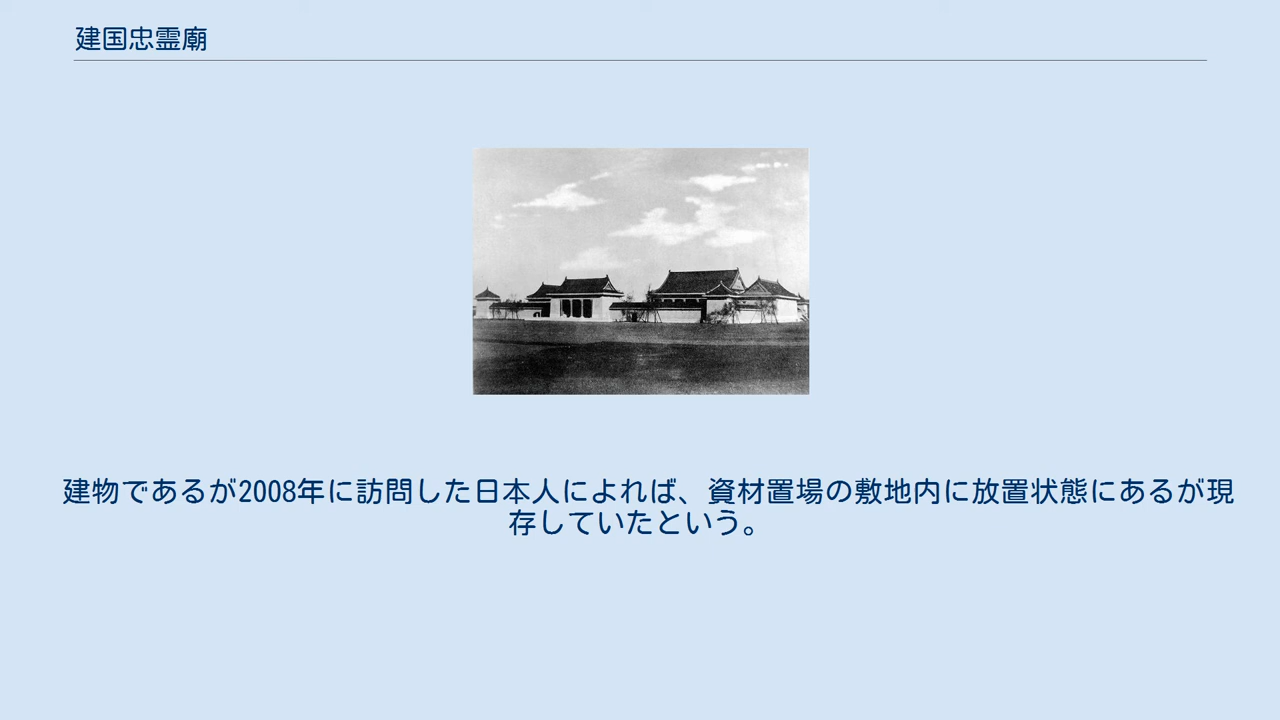 建国忠霊廟
建物であるが2008年に訪問した日本人によれば、資材置場の敷地内に放置状態にあるが現
存していたという。